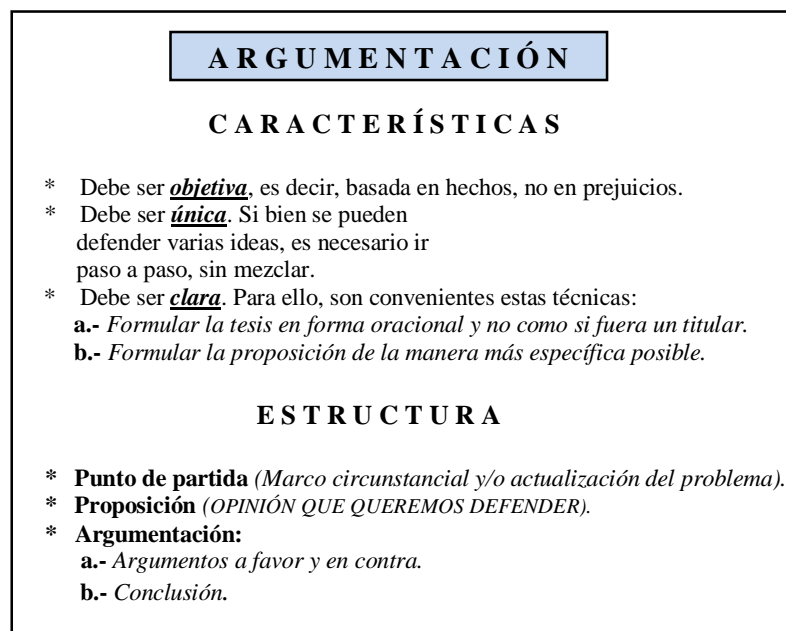 ARGUMENTACIÓN
CARACTERÍSTICAS
* Debe ser objetiva, es decir, basada en hechos, no en prejuicios.
* Debe ser única. Si bien se pueden
defender varias ideas, es necesario ir
paso a paso, sin mezclar.
* Debe ser clara. Para ello, son convenientes estas técnicas:
a.- Formular la tesis en forma oracional y no como si fuera un titular.
b.- Formular la proposición de la manera más específica posible.
ESTRUCTURA
* Punto de partida (Marco circunstancial y/o actualización del problema).
* Proposición (OPINIÓN QUE QUEREMOS DEFENDER).
* Argumentación:
a.- Argumentos a favor y en contra.
b.- Conclusión.